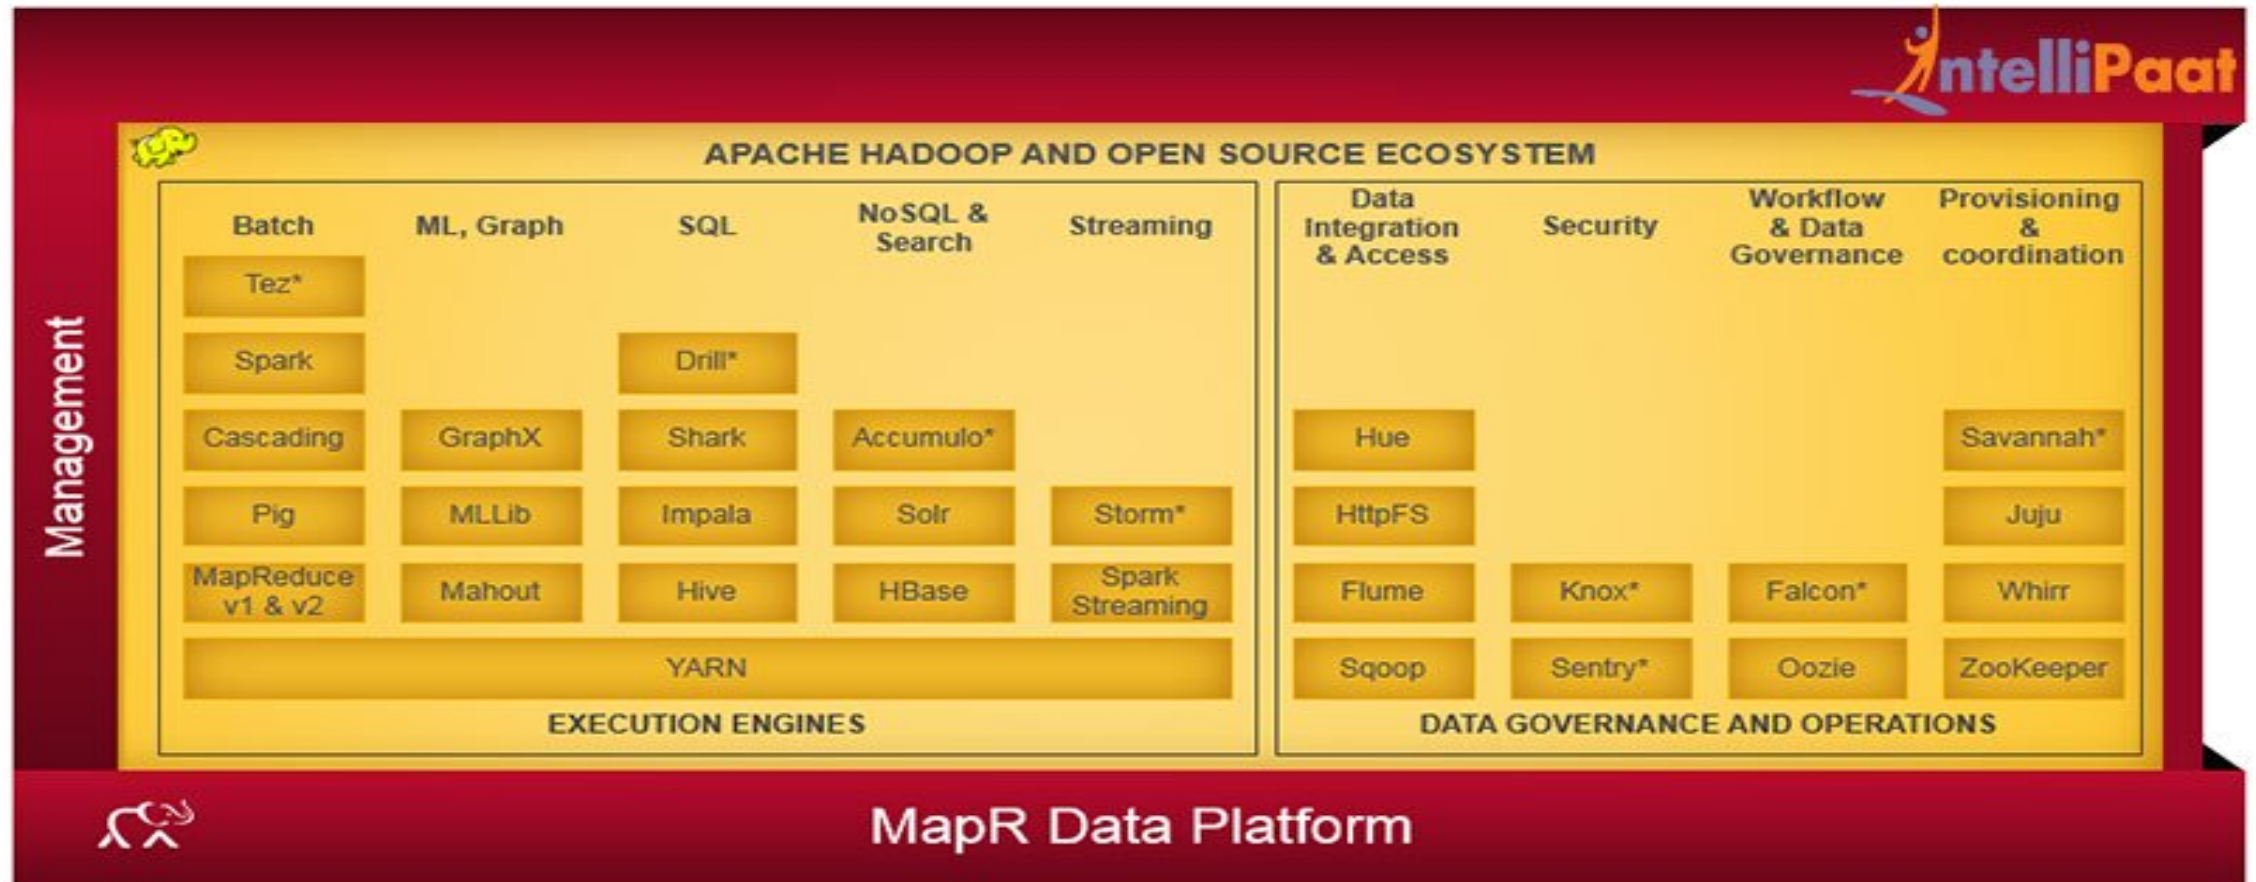 IntelliPaat
APACHE HADOOP AND OPEN SOURCE ECOSYSTEM
Batch
ML, Graph
SQL
NoSQL &
Search
Streaming
Data
Integration
& Access
Security
Workflow
& Data
Governance
Provisioning
&
coordination
Tez*
Spark
Drill*
Cascading
GraphX
Shark
Accumulo*
Hue
Savannah*
Pig
MLLib
Impala
Solr
Storm*
HttpFS
Juju
MapReduce
v1 & v2
Mahout
Hive
HBase
Spark
Streaming
Flume
Knox*
Falcon*
Whirr
YARN
Sqoop
Sentry*
Oozie
ZooKeeper
EXECUTION ENGINES
DATA GOVERNANCE AND OPERATIONS
Management
MapR Data Platform